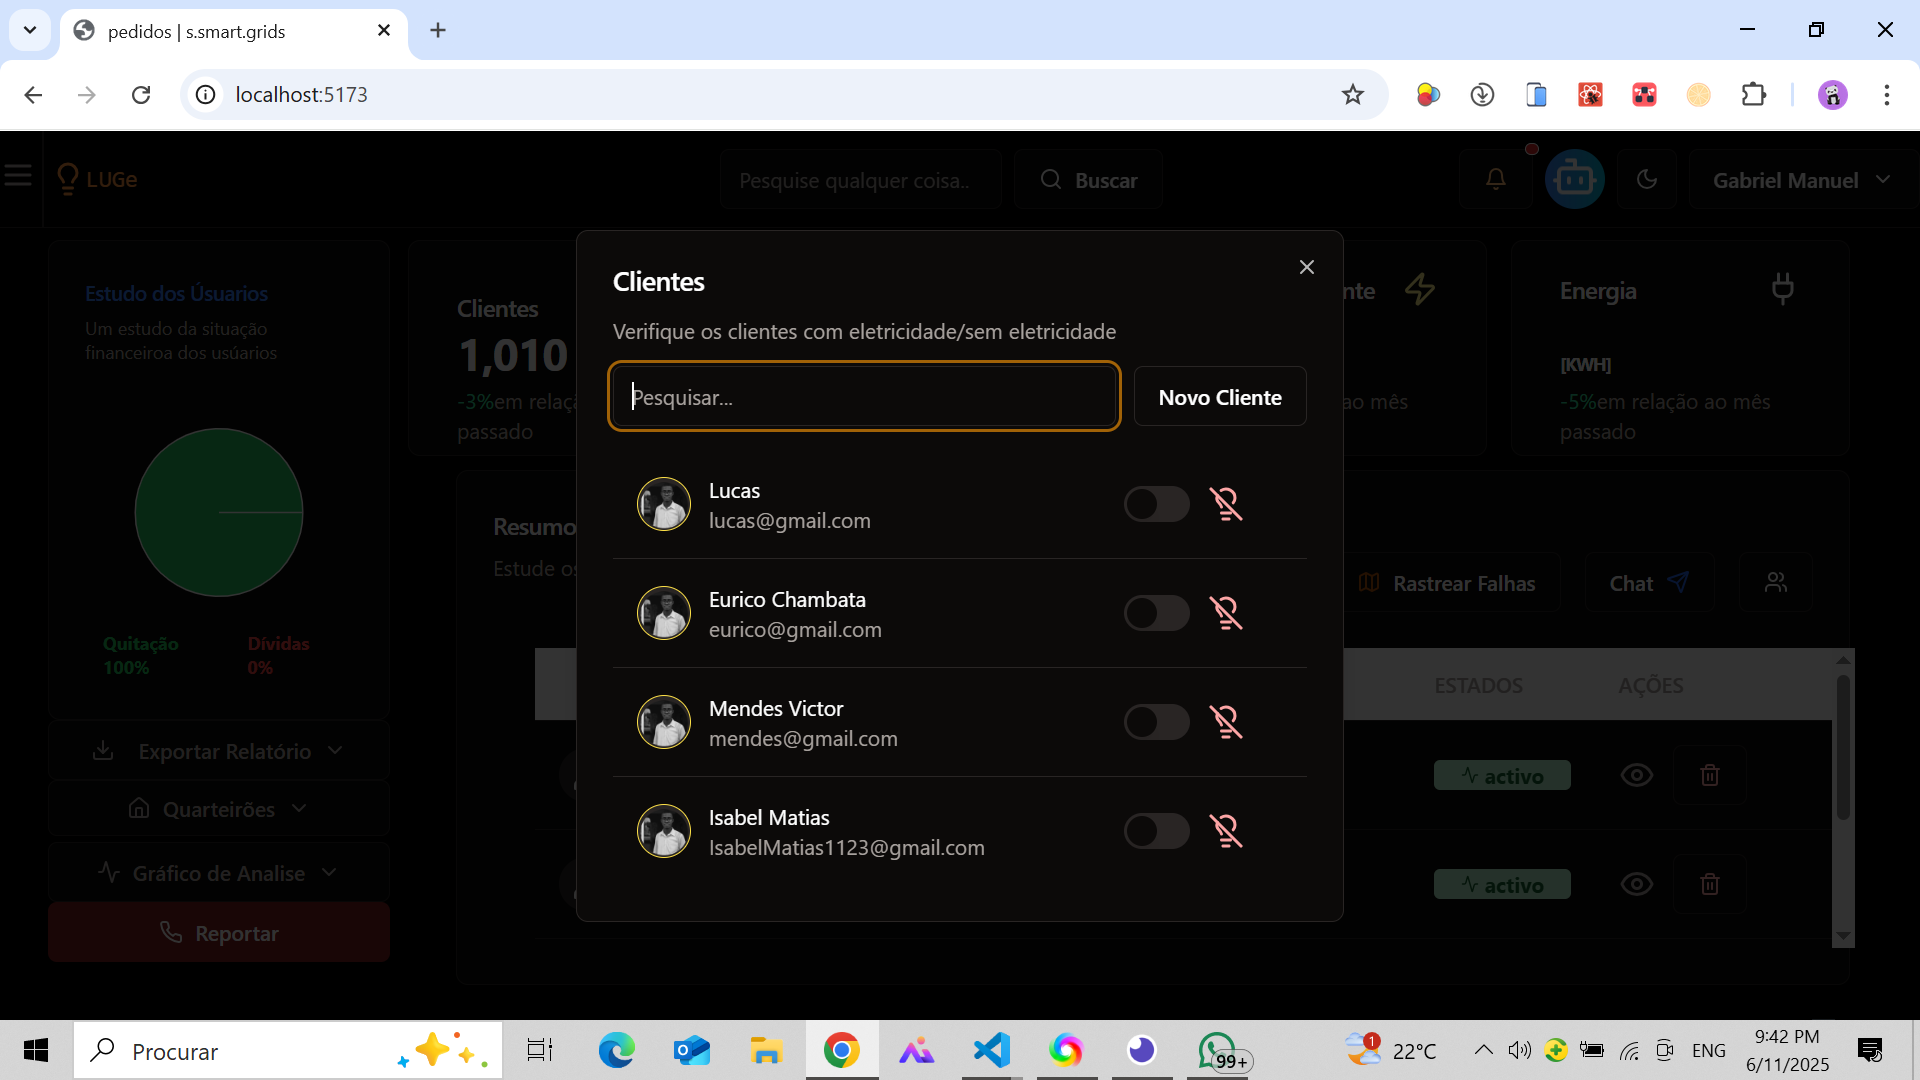 pedidos | s.smart.grids
localhost:5173
LUGe
Pesquise qualquer coisa..
Buscar
Gabriel Manuel
Estudo dos Úsuarios
Um estudo da situação
financeiroa dos usúarios
Quitação
100%
Dívidas
0%
Exportar Relatório
Quarteirões
Gráfico de Analise
Reportar
Clientes
1,010
-3%em relaçã
passado
nte
ao mês
Energia
[KWH]
-5%em relação ao mês
passado
Resumo
Estude os
Rastrear Falhas
Chat
ESTADOS
AÇÕES
activo
activo
Clientes
Verifique os clientes com eletricidade/sem eletricidade
Pesquisar...
Novo Cliente
Lucas
lucas@gmail.com
Eurico Chambata
eurico@gmail.com
Mendes Victor
mendes@gmail.com
Isabel Matias
IsabelMatias1123@gmail.com
Procurar
99+
1
22°C
ENG
9:42 PM
6/11/2025